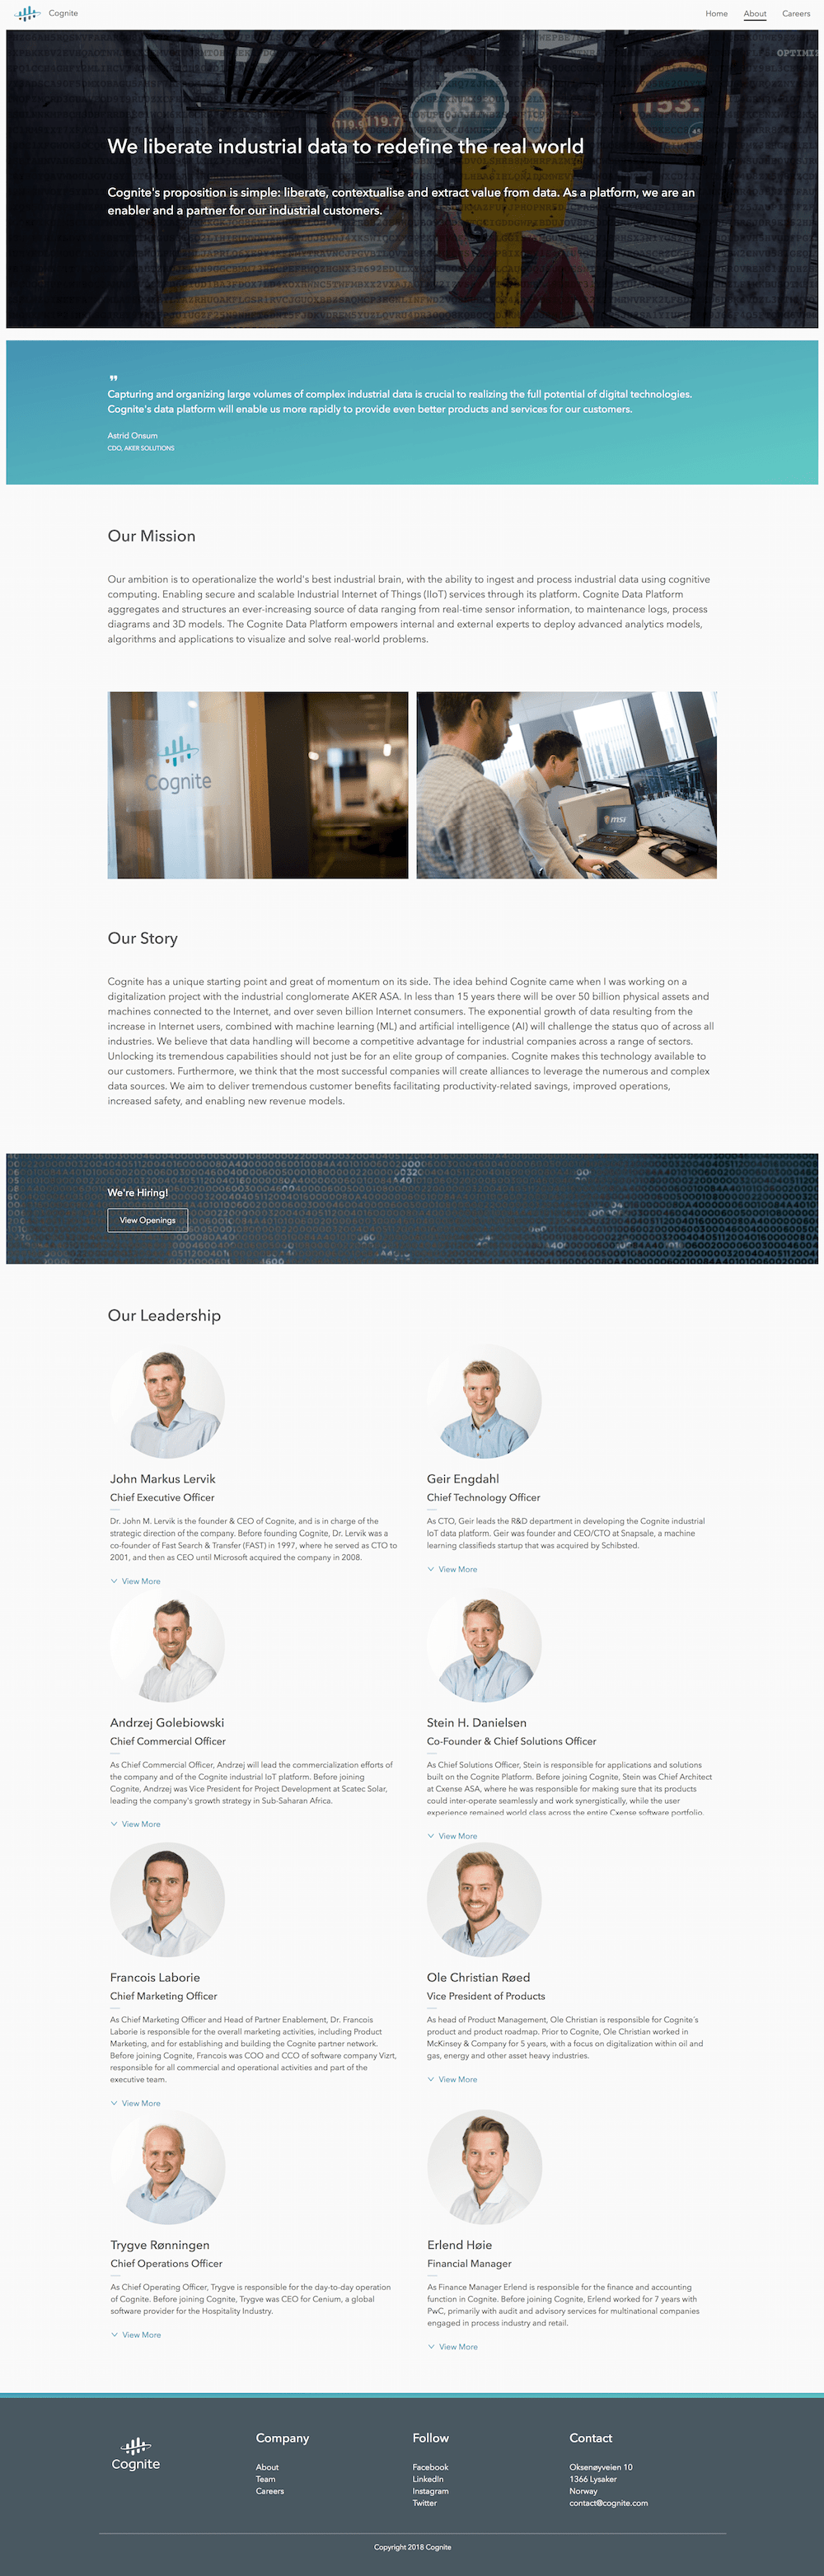 Cognite
Home
About
Careers
OPTIMI
119.9
119.7
153.
We liberate industrial data to redefine the real world
Cognite's proposition is simple: liberate, contextualise and extract value from data. As a platform, we are an
enabler and a partner for our industrial customers.
"
Capturing and organizing large volumes of complex industrial data is crucial to realizing the full potential of digital technologies.
Cognite's data platform will enable us more rapidly to provide even better products and services for our customers.
Astrid Onsum
CDO, AKER SOLUTIONS
Our Mission
Our ambition is to operationalize the world's best industrial brain, with the ability to ingest and process industrial data using cognitive
computing. Enabling secure and scalable Industrial Internet of Things (IIoT) services through its platform. Cognite Data Platform
aggregates and structures an ever-increasing source of data ranging from real-time sensor information, to maintenance logs, process
diagrams and 3D models. The Cognite Data Platform empowers internal and external experts to deploy advanced analytics models,
algorithms and applications to visualize and solve real-world problems.
Cognite
msi
Our Story
Cognite has a unique starting point and great of momentum on its side. The idea behind Cognite came when I was working on a
digitalization project with the industrial conglomerate AKER ASA. In less than 15 years there will be over 50 billion physical assets and
machines connected to the Internet, and over seven billion Internet consumers. The exponential growth of data resulting from the
increase in Internet users, combined with machine learning (ML) and artificial intelligence (AI) will challenge the status quo of across all
industries. We believe that data handling will become a competitive advantage for industrial companies across a range of sectors.
Unlocking its tremendous capabilities should not just be for an elite group of companies. Cognite makes this technology available to
our customers. Furthermore, we think that the most successful companies will create alliances to leverage the numerous and complex
data sources. We aim to deliver tremendous customer benefits facilitating productivity-related savings, improved operations,
increased safety, and enabling new revenue models.
We're Hiring!
View Openings
Our Leadership
John Markus Lervik
Chief Executive Officer
Dr. John M. Lervik is the founder & CEO of Cognite, and is in charge of the
strategic direction of the company. Before founding Cognite, Dr. Lervik was a
co-founder of Fast Search & Transfer (FAST) in 1997, where he served as CTO to
2001, and then as CEO until Microsoft acquired the company in 2008.
View More
Geir Engdahl
Chief Technology Officer
As CTO, Geir leads the R&D department in developing the Cognite industrial
IoT data platform. Geir was founder and CEO/CTO at Snapsale, a machine
learning classifieds startup that was acquired by Schibsted.
View More
Andrzej Golebiowski
Chief Commercial Officer
As Chief Commercial Officer, Andrzej will lead the commercialization efforts of
the company and of the Cognite industrial IoT platform. Before joining
Cognite, Andrzej was Vice President for Project Development at Scatec Solar,
leading the company's growth strategy in Sub-Saharan Africa.
View More
Stein H. Danielsen
Co-Founder & Chief Solutions Officer
As Chief Solutions Officer, Stein is responsible for applications and solutions
built on the Cognite Platform. Before joining Cognite, Stein was Chief Architect
at Cxense ASA, where he was responsible for making sure that its products
could inter-operate seamlessly and work synergistically, while the user
experience remained world class across the entire Cxense software portfolio.
View More
Francois Laborie
Chief Marketing Officer
As Chief Marketing Officer and Head of Partner Enablement, Dr. Francois
Laborie is responsible for the overall marketing activities, including Product
Marketing, and for establishing and building the Cognite partner network.
Before joining Cognite, Francois was COO and CCO of software company Vizrt,
responsible for all commercial and operational activities and part of the
executive team.
View More
Ole Christian Røed
Vice President of Products
As head of Product Management, Ole Christian is responsible for Cognite's
product and product roadmap. Prior to Cognite, Ole Christian worked in
McKinsey & Company for 5 years, with a focus on digitalization within oil and
gas, energy and other asset heavy industries.
View More
Trygve Rønningen
Chief Operations Officer
As Chief Operating Officer, Trygve is responsible for the day-to-day operation
of Cognite. Before joining Cognite, Trygve was CEO for Cenium, a global
software provider for the Hospitality Industry.
View More
Erlend Høie
Financial Manager
As Finance Manager Erlend is responsible for the finance and accounting
function in Cognite. Before joining Cognite, Erlend worked for 7 years with
PwC, primarily with audit and advisory services for multinational companies
engaged in process industry and retail.
View More
Cognite
Company
About
Team
Careers
Follow
Facebook
LinkedIn
Instagram
Twitter
Contact
Oksenøyveien 10
1366 Lysaker
Norway
contact@cognite.com
Copyright 2018 Cognite